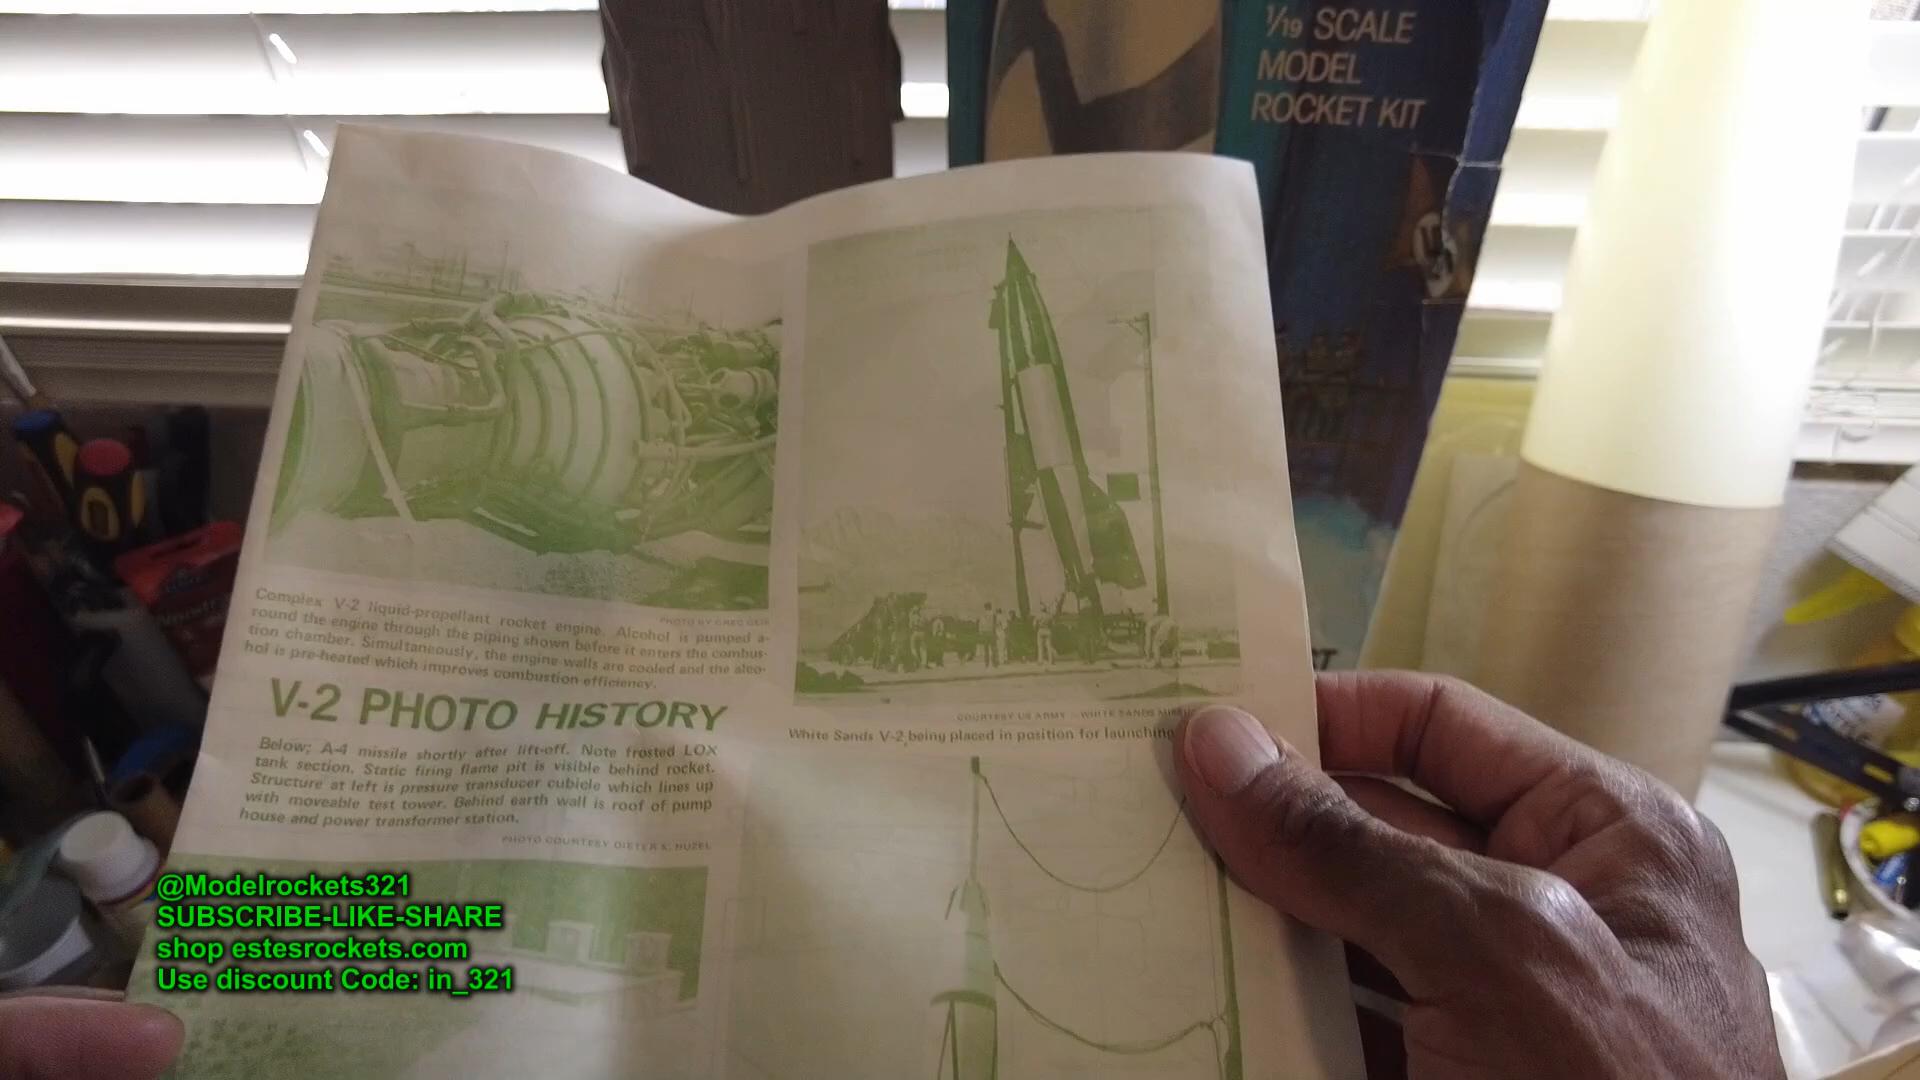 1/19 SCALE
MODEL
ROCKET KIT
PHOTO BY GREG
Complex V-2 liquid-propellant rocket engine. Alcohol is pumped a-
round the engine through the piping shown before it enters the combus-
tion chamber. Simultaneously, the engine walls are cooled and the alco-
hol is pre-heated which improves combustion efficiency.
V-2 PHOTO HISTORY
Below; A-4 missile shortly after lift-off. Note frosted LOX
tank section. Static firing flame pit is visible behind rocket.
Structure at left is pressure transducer cubicle which lines up
with moveable test tower. Behind earth wall is roof of pump
house and power transformer station.
PHOTO COURTESY DIETER K. HUZEL
COURTESY US ARMY - WHITE SANDS
White Sands V-2 being placed in position for launching
@Modelrockets321
SUBSCRIBE-LIKE-SHARE
shop estesrockets.com
Use discount Code: in_321